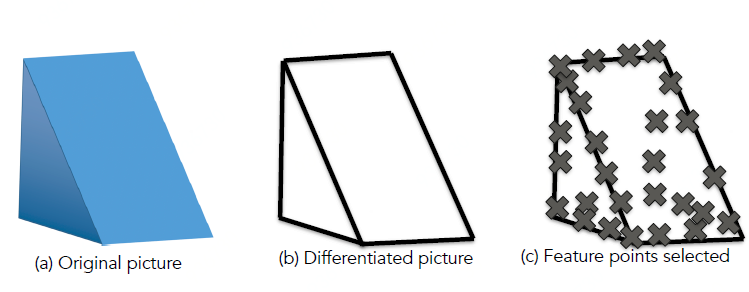 (a) Original picture
(b) Differentiated picture
(c) Feature points selected